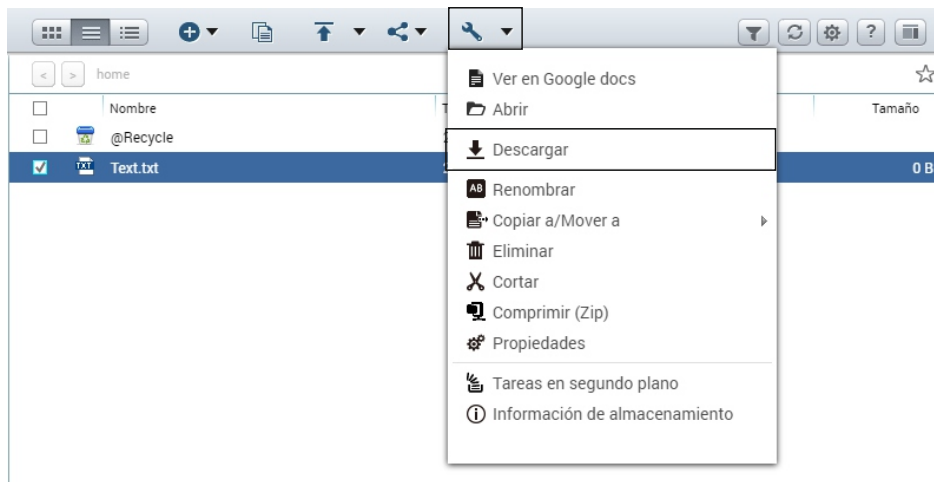 home
Nombre
Tamaño
@Recycle
Text.txt
0 B
Ver en Google docs
Abrir
Descargar
Renombrar
Copiar a/Mover a
Eliminar
Cortar
Comprimir (Zip)
Propiedades
Tareas en segundo plano
Información de almacenamiento